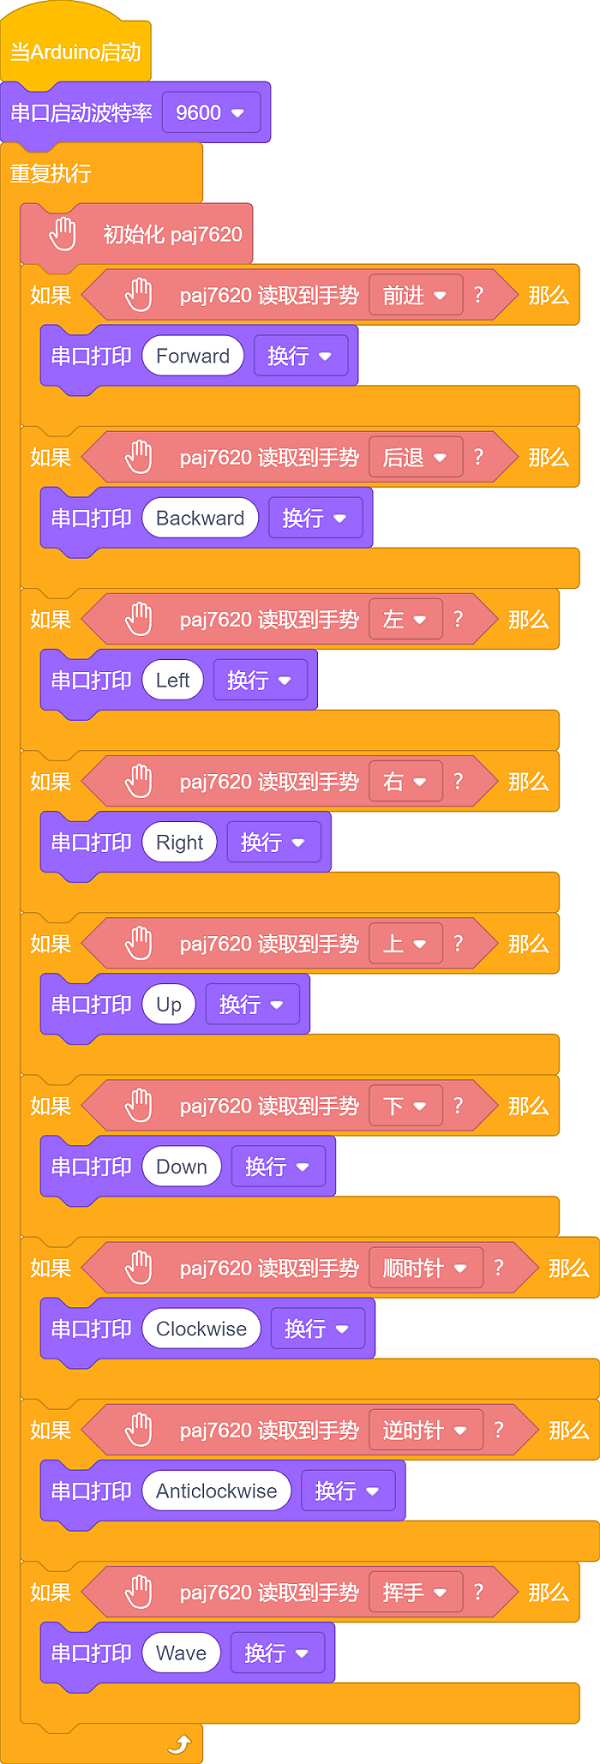 当Arduino启动
串口启动波特率 9600
重复执行
初始化 paj7620
如果 paj7620 读取到手势 前进 ? 那么
串口打印 Forward 换行
如果 paj7620 读取到手势 后退 ? 那么
串口打印 Backward 换行
如果 paj7620 读取到手势 左 ? 那么
串口打印 Left 换行
如果 paj7620 读取到手势 右 ? 那么
串口打印 Right 换行
如果 paj7620 读取到手势 上 ? 那么
串口打印 Up 换行
如果 paj7620 读取到手势 下 ? 那么
串口打印 Down 换行
如果 paj7620 读取到手势 顺时针 ? 那么
串口打印 Clockwise 换行
如果 paj7620 读取到手势 逆时针 ? 那么
串口打印 Anticlockwise 换行
如果 paj7620 读取到手势 挥手 ? 那么
串口打印 Wave 换行